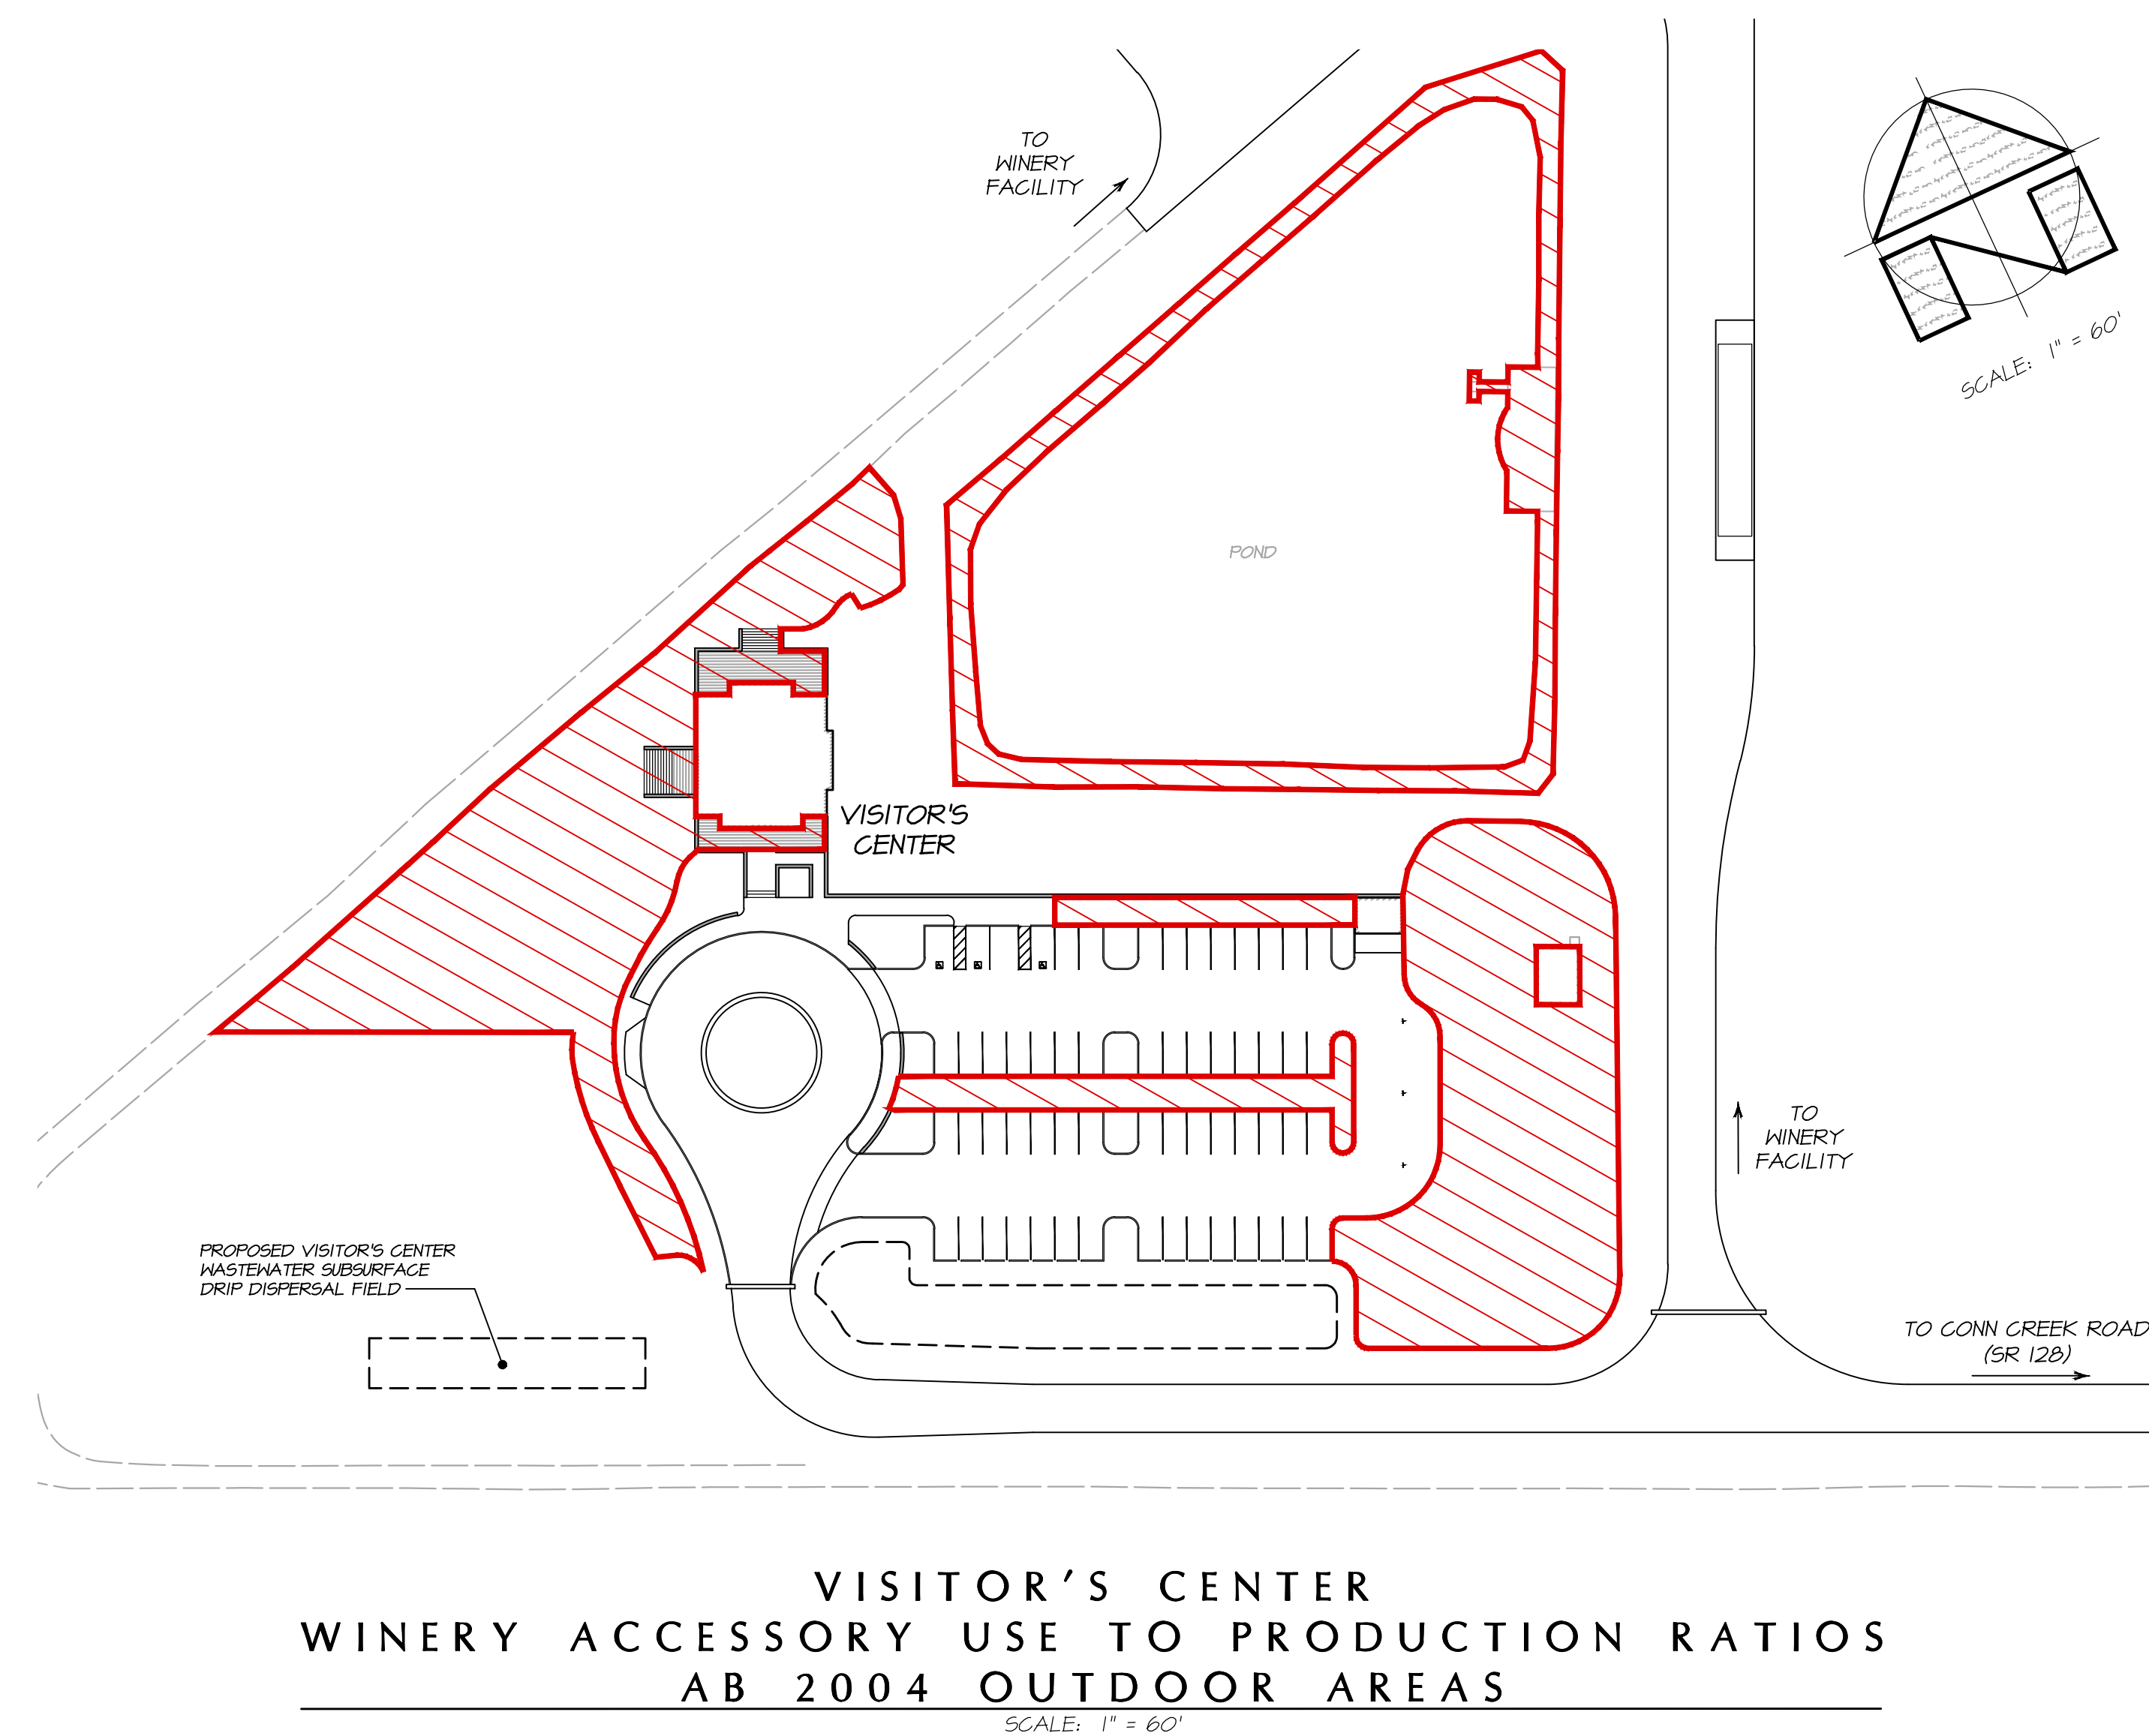 TO
WINERY
FACILITY
SCALE: 1" = 60'
POND
VISITOR'S
CENTER
TO
WINERY
FACILITY
PROPOSED VISITOR'S CENTER
WASTEWATER SUBSURFACE
DRIP DISPERSAL FIELD
TO CONN CREEK ROAD
(SR 128)
VISITOR'S CENTER
WINERY ACCESSORY USE TO PRODUCTION RATIOS
AB 2004 OUTDOOR AREAS
SCALE: 1" = 60'